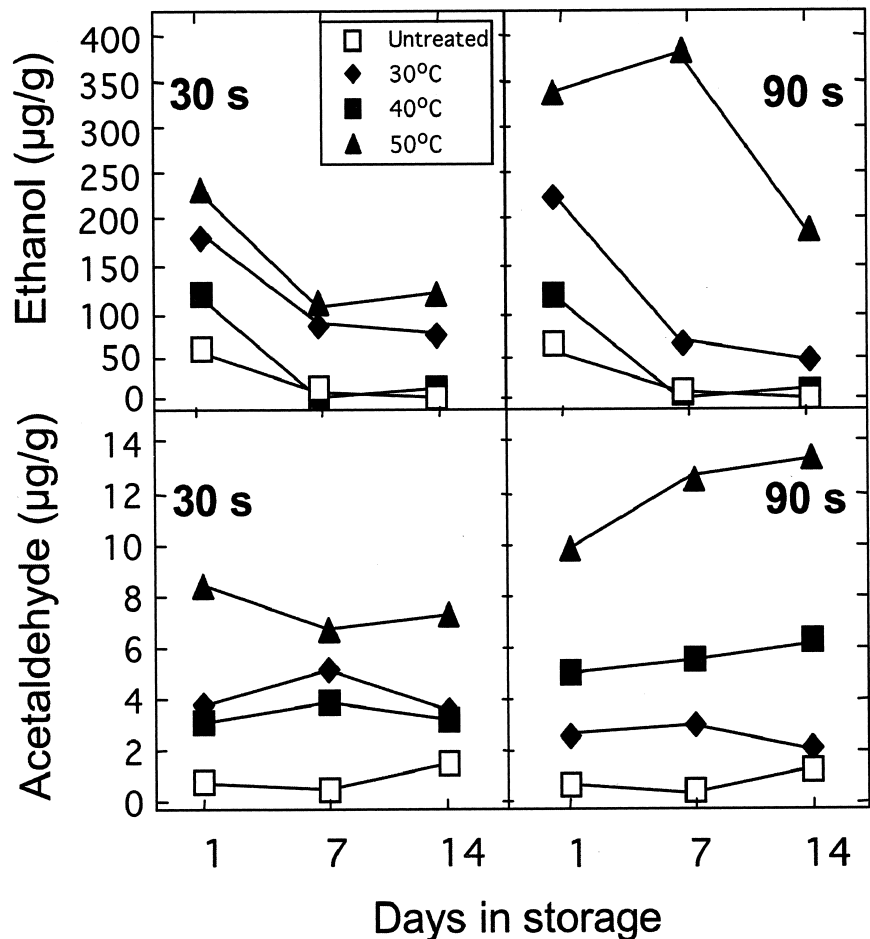 Ethanol (µg/g)
400
350
300
250
200
150
100
50
0
30 s
Untreated
30°C
40°C
50°C
90 s
Acetaldehyde (µg/g)
14
12
10
8
6
4
2
0
30 s
90 s
1 7 14 1 7 14
Days in storage